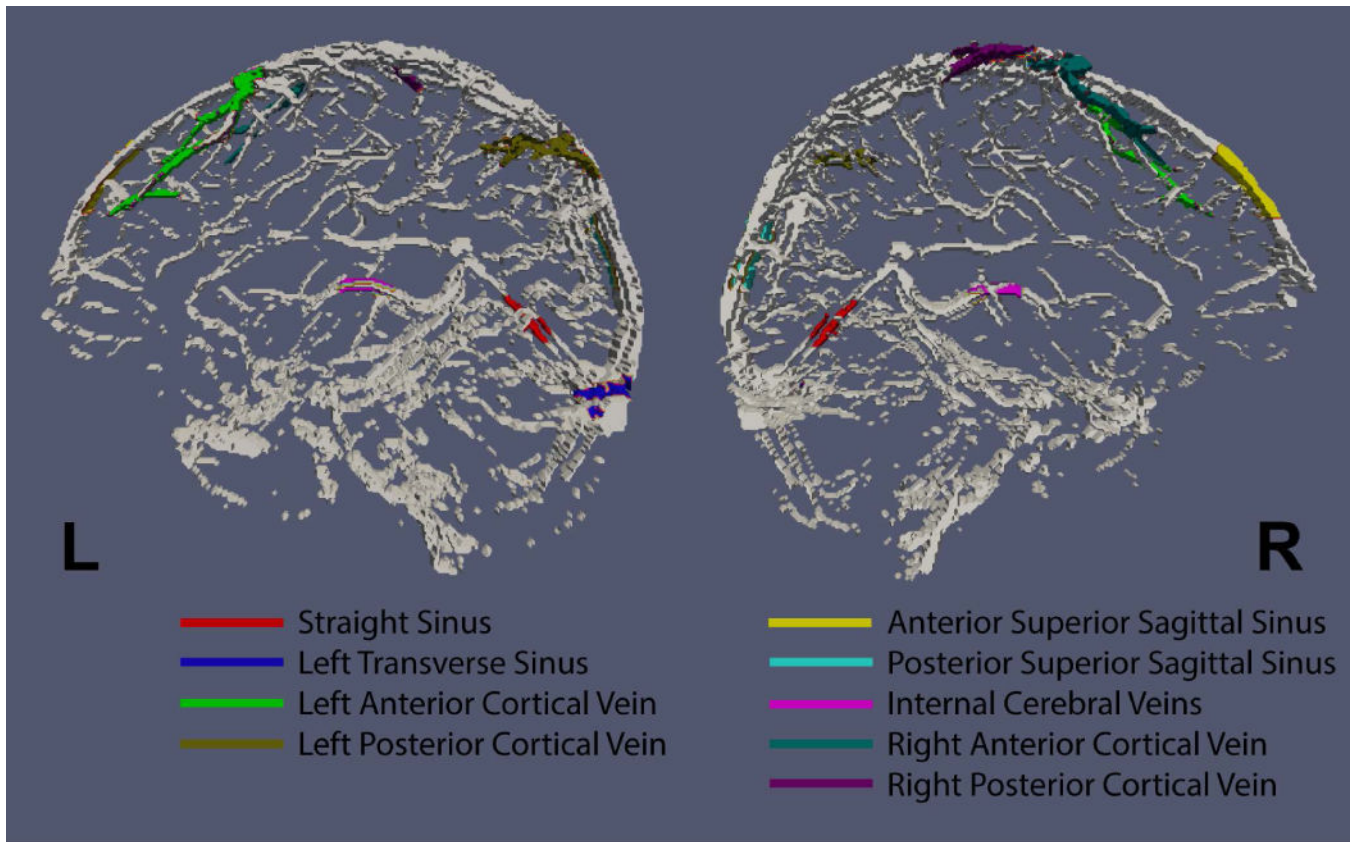 L
R
Straight Sinus
Left Transverse Sinus
Left Anterior Cortical Vein
Left Posterior Cortical Vein
Anterior Superior Sagittal Sinus
Posterior Superior Sagittal Sinus
Internal Cerebral Veins
Right Anterior Cortical Vein
Right Posterior Cortical Vein